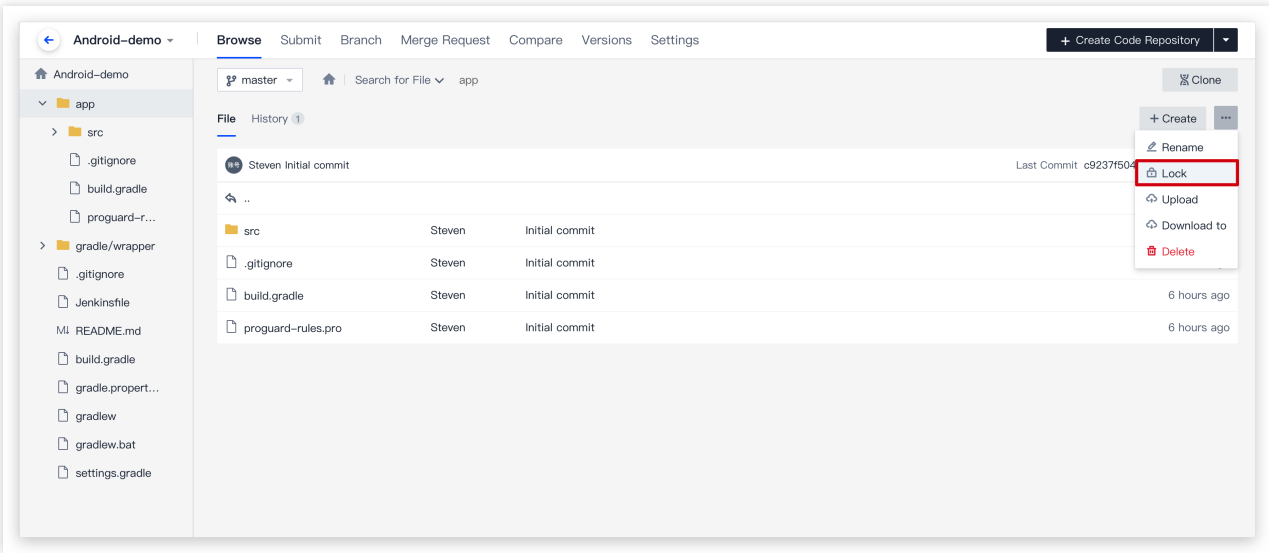 Android-demo
Browse Submit Branch Merge Request Compare Versions Settings
+ Create Code Repository
Android-demo
app
src
.gitignore
build.gradle
proguard-r...
gradle/wrapper
.gitignore
Jenkinsfile
M↓ README.md
build.gradle
gradle.propert...
gradlew
gradlew.bat
settings.gradle
master
Search for File app
Clone
File History 1
+ Create ...
Rename
Lock
Upload
Download to
Delete
账号 Steven Initial commit
Last Commit c9237f504
..
src Steven Initial commit
.gitignore Steven Initial commit
build.gradle Steven Initial commit 6 hours ago
proguard-rules.pro Steven Initial commit 6 hours ago